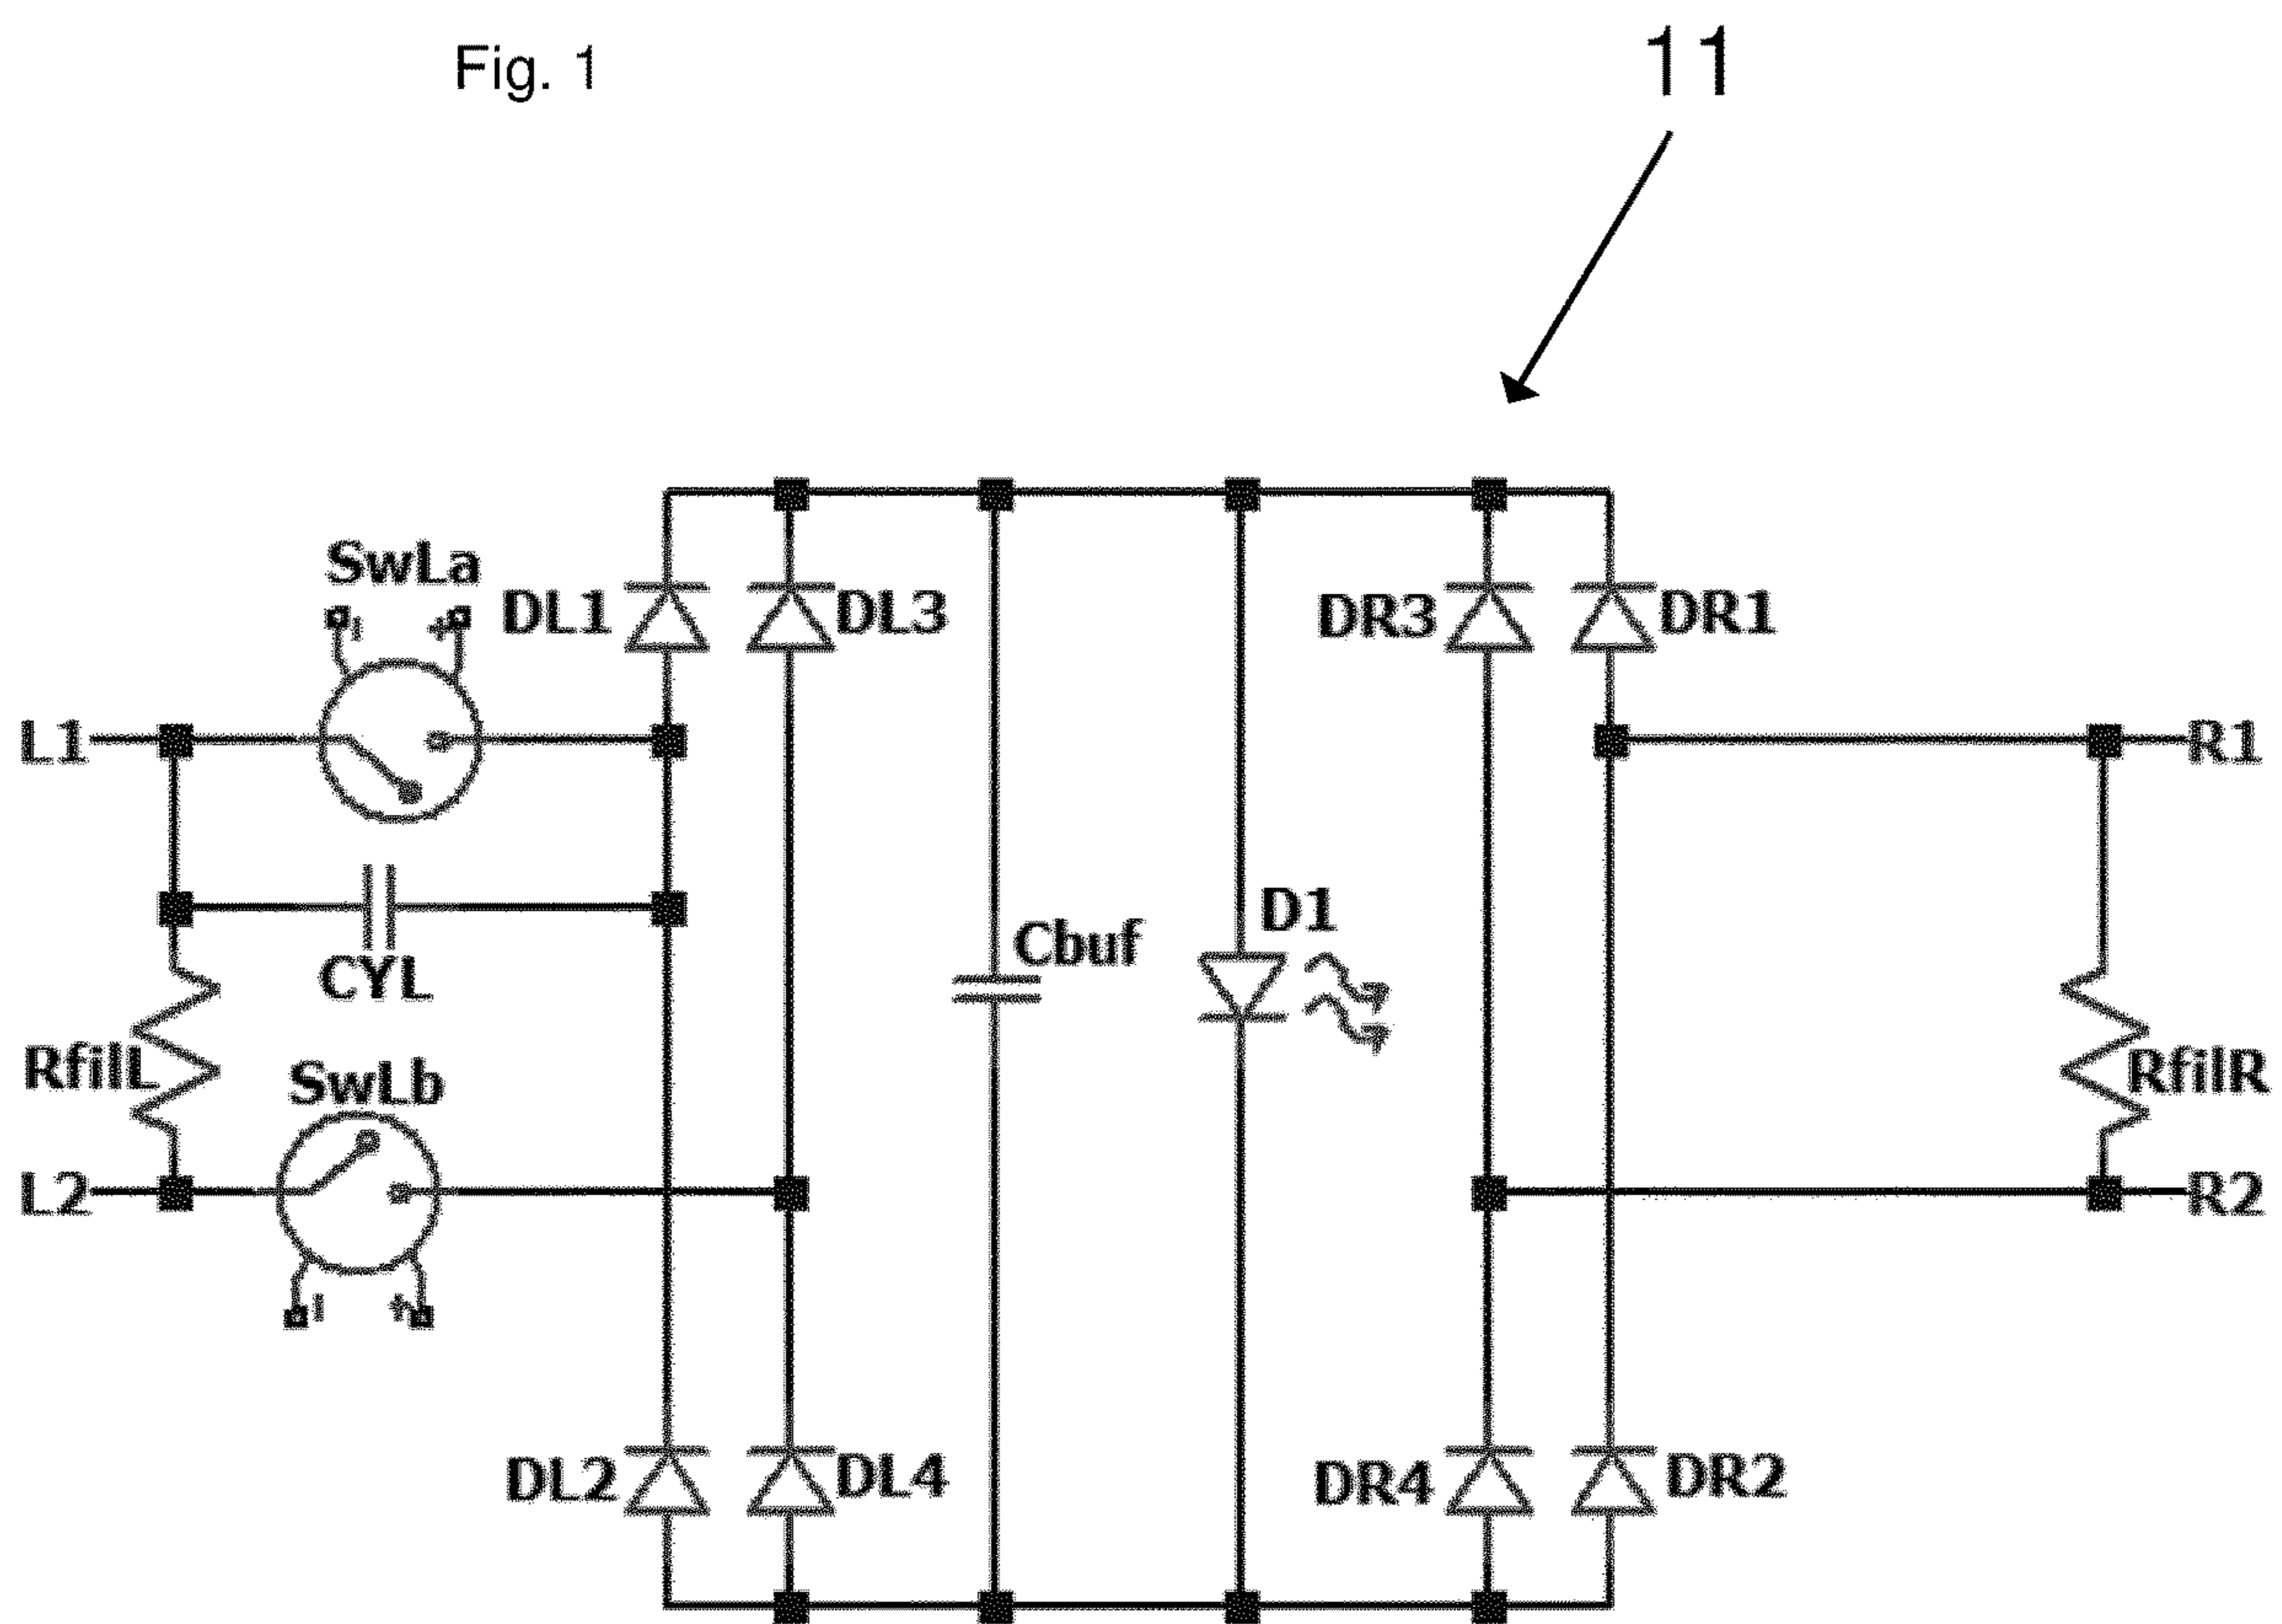 Fig. 1
11
SwLa
- +
DL1
DL3
DR3
DR1
L1
R1
CYL
Cbuf
D1
RfilL
SwLb
RfilR
L2
R2
- +
DL2
DL4
DR4
DR2